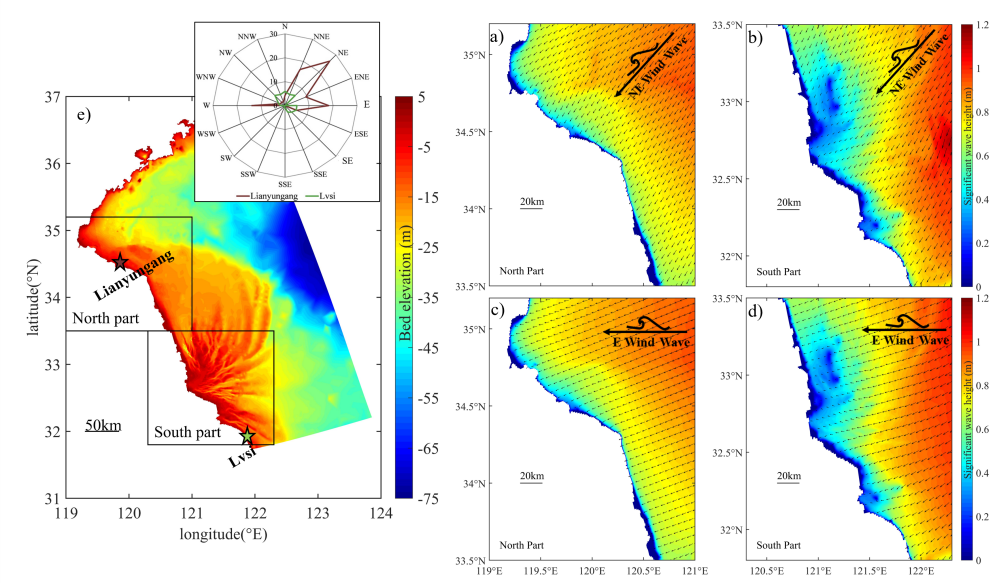 N
NNE
NE
ENE
E
ESE
SE
SSE
SSW
SW
WSW
W
WNW
NW
NNW
30
20
10
0
Lianyungang
Lvsi
e)
37
36
35
34
33
32
31
119
120
121
122
123
124
latitude(°N)
longitude(°E)
Lianyungang
North part
South part
Lvsi
50km
5
-5
-15
-25
-35
-45
-55
-65
-75
Bed elevation (m)
a)
NE Wind Wave
35°N
34.5°N
34°N
33.5°N
20km
North Part
b)
NE Wind Wave
33.5°N
33°N
32.5°N
32°N
20km
South Part
1.2
1
0.8
0.6
0.4
0.2
0
Significant wave height (m)
c)
E Wind Wave
35°N
34.5°N
34°N
33.5°N
20km
North Part
119°E
119.5°E
120°E
120.5°E
121°E
d)
E Wind Wave
33.5°N
33°N
32.5°N
32°N
20km
South Part
120.5°E
121°E
121.5°E
122°E
1.2
1
0.8
0.6
0.4
0.2
0
Significant wave height (m)